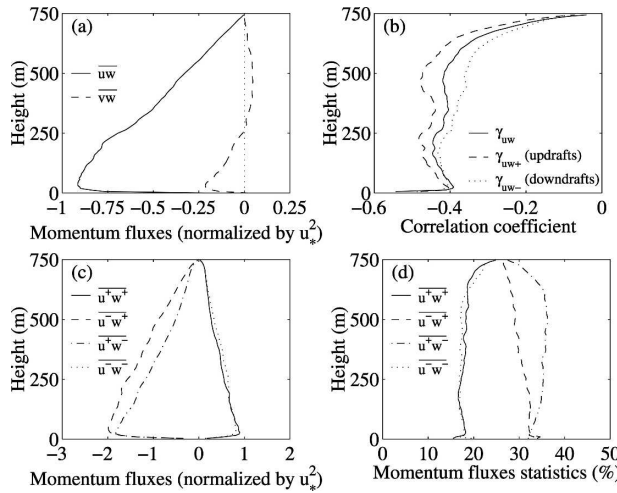 (a)
750
500
250
0
Height (m)
u̅w̅
v̅w̅
−1 −0.75 −0.5 −0.25 0 0.25
Momentum fluxes (normalized by u*²)
(b)
750
500
250
0
Height (m)
γuw
γuw+ (updrafts)
γuw− (downdrafts)
−0.6 −0.4 −0.2 0
Correlation coefficient
(c)
750
500
250
0
Height (m)
u⁺w⁺
u⁻w⁺
u⁺w⁻
u⁻w⁻
−3 −2 −1 0 1 2
Momentum fluxes (normalized by u*²)
(d)
750
500
250
0
Height (m)
u⁺w⁺
u⁻w⁺
u⁺w⁻
u⁻w⁻
0 10 20 30 40 50
Momentum fluxes statistics (%)